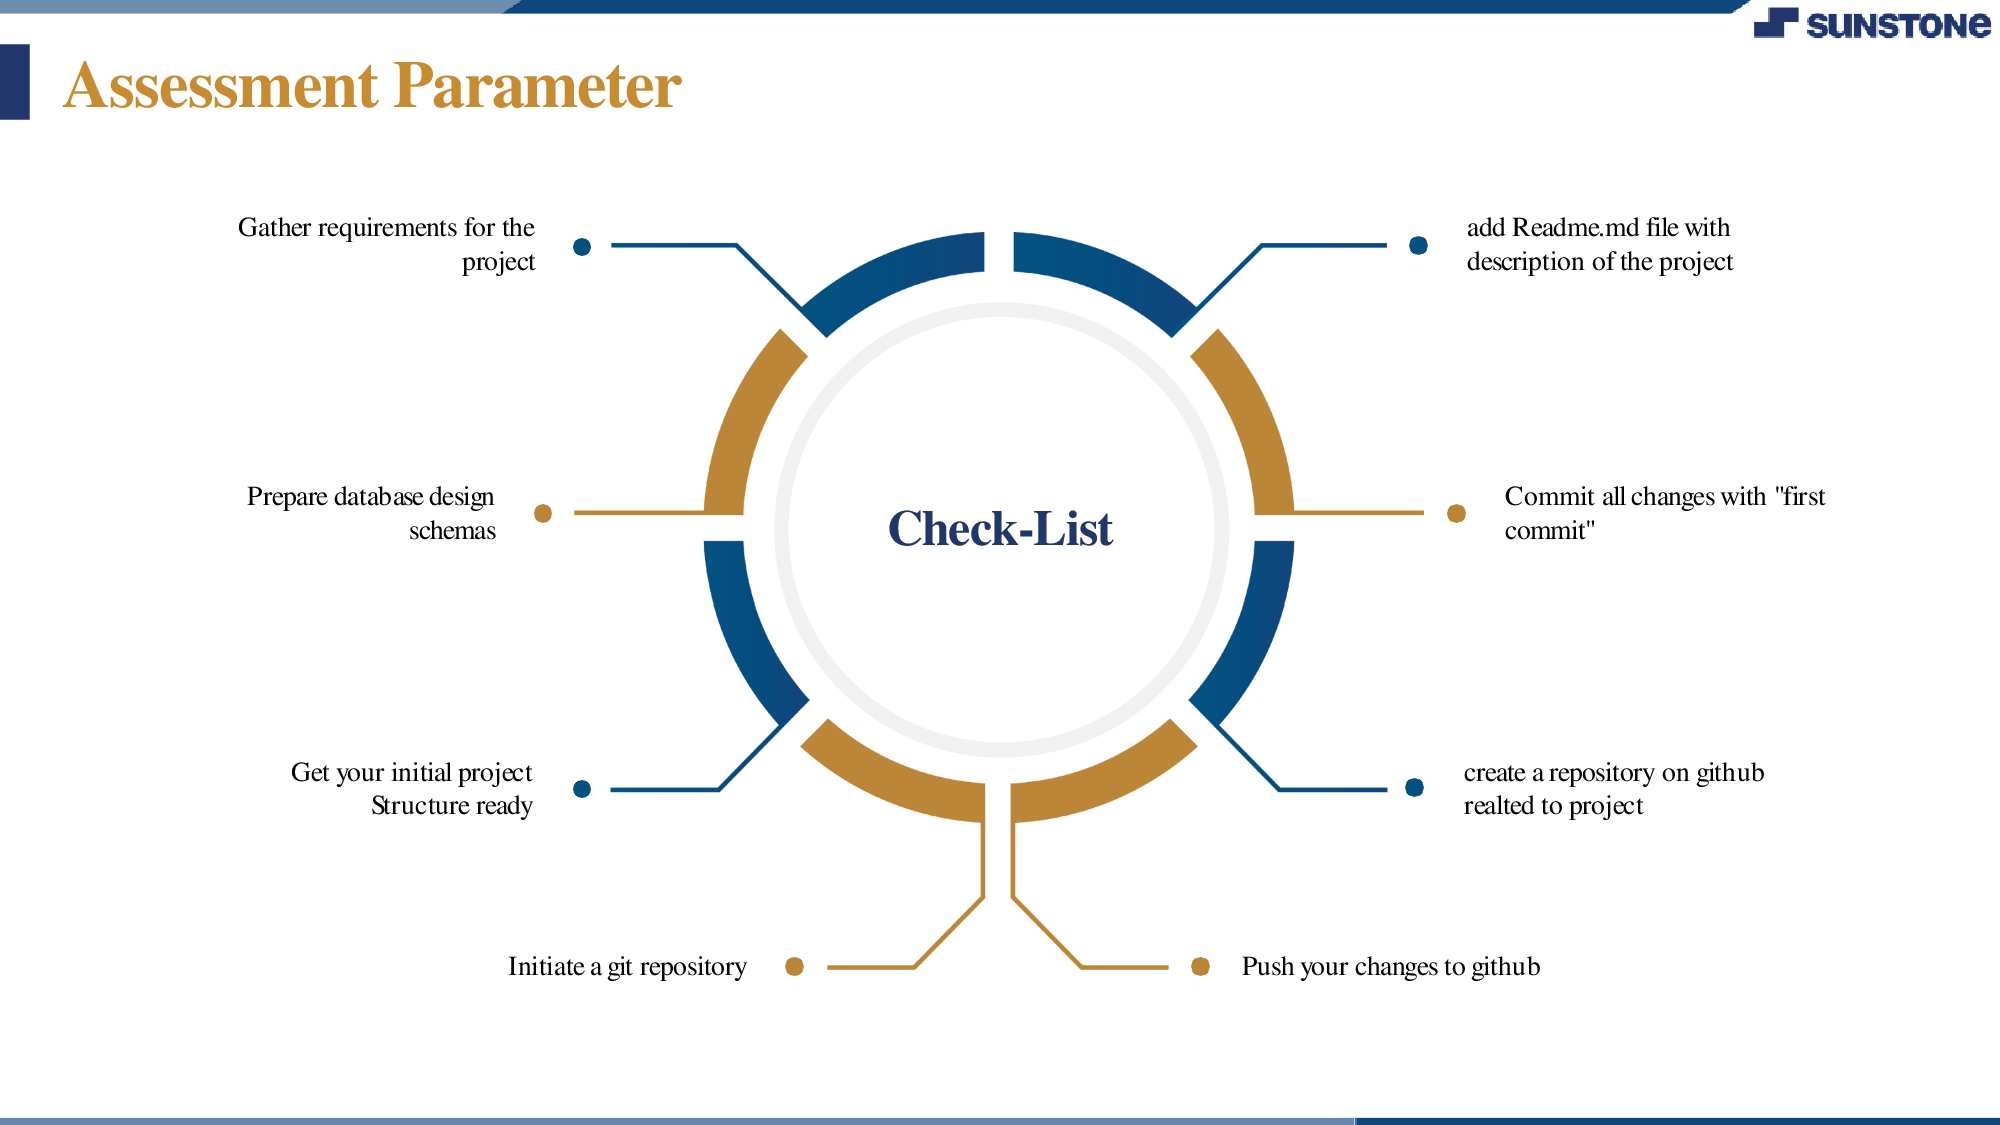 SUNSTONE
Assessment Parameter
Gather requirements for the
project
add Readme.md file with
description of the project
Prepare database design
schemas
Commit all changes with "first
commit"
Check-List
Get your initial project
Structure ready
create a repository on github
realted to project
Initiate a git repository
Push your changes to github